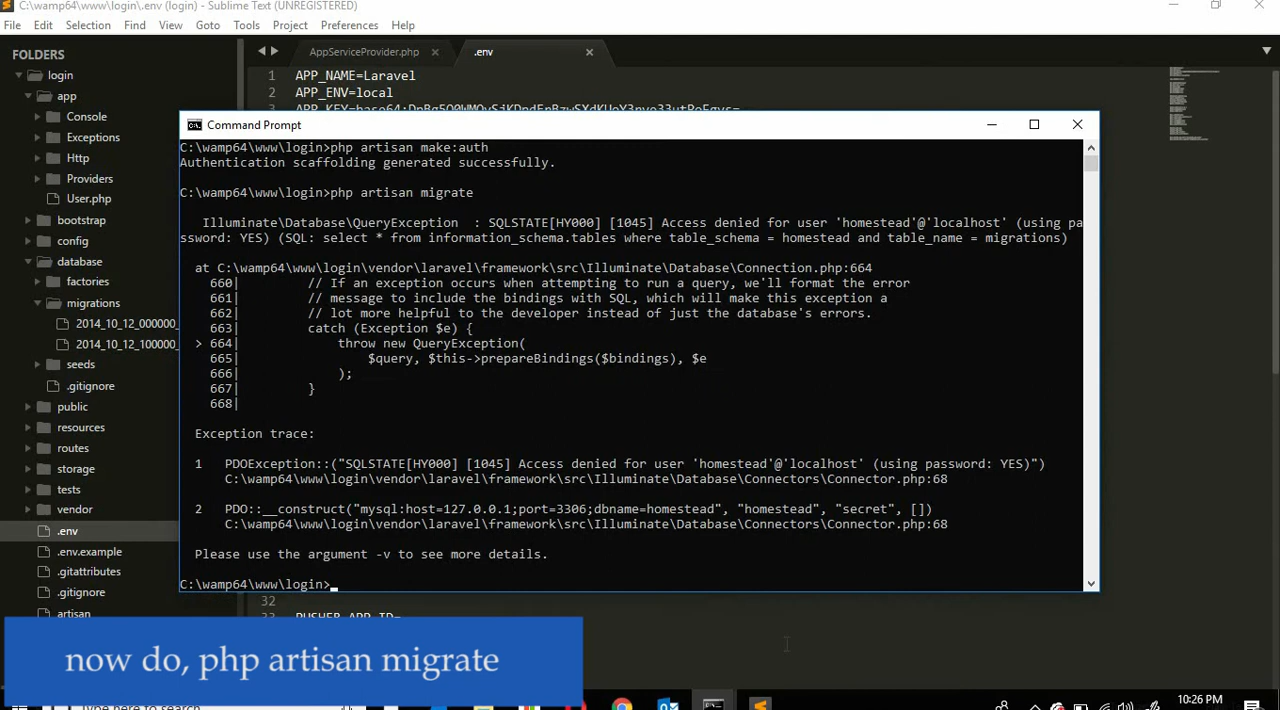 C:\wamp64\www\login\.env (login) - Sublime Text (UNREGISTERED)
File Edit Selection Find View Goto Tools Project Preferences Help
FOLDERS
login
app
Console
Exceptions
Http
Providers
User.php
bootstrap
config
database
factories
migrations
2014_10_12_000000_
2014_10_12_100000_
seeds
.gitignore
public
resources
routes
storage
tests
vendor
.env
.env.example
.gitattributes
.gitignore
artisan
AppServiceProvider.php
.env
1 APP_NAME=Laravel
2 APP_ENV=local
Command Prompt
C:\wamp64\www\login>php artisan make:auth
Authentication scaffolding generated successfully.
C:\wamp64\www\login>php artisan migrate
Illuminate\Database\QueryException : SQLSTATE[HY000] [1045] Access denied for user 'homestead'@'localhost' (using pa
ssword: YES) (SQL: select * from information_schema.tables where table_schema = homestead and table_name = migrations)
at C:\wamp64\www\login\vendor\laravel\framework\src\Illuminate\Database\Connection.php:664
660| // If an exception occurs when attempting to run a query, we'll format the error
661| // message to include the bindings with SQL, which will make this exception a
662| // lot more helpful to the developer instead of just the database's errors.
663| catch (Exception $e) {
> 664| throw new QueryException(
665| $query, $this->prepareBindings($bindings), $e
666| );
667| }
668|
Exception trace:
1 PDOException::("SQLSTATE[HY000] [1045] Access denied for user 'homestead'@'localhost' (using password: YES)")
C:\wamp64\www\login\vendor\laravel\framework\src\Illuminate\Database\Connectors\Connector.php:68
2 PDO::__construct("mysql:host=127.0.0.1;port=3306;dbname=homestead", "homestead", "secret", [])
C:\wamp64\www\login\vendor\laravel\framework\src\Illuminate\Database\Connectors\Connector.php:68
Please use the argument -v to see more details.
C:\wamp64\www\login>
32
now do, php artisan migrate
10:26 PM